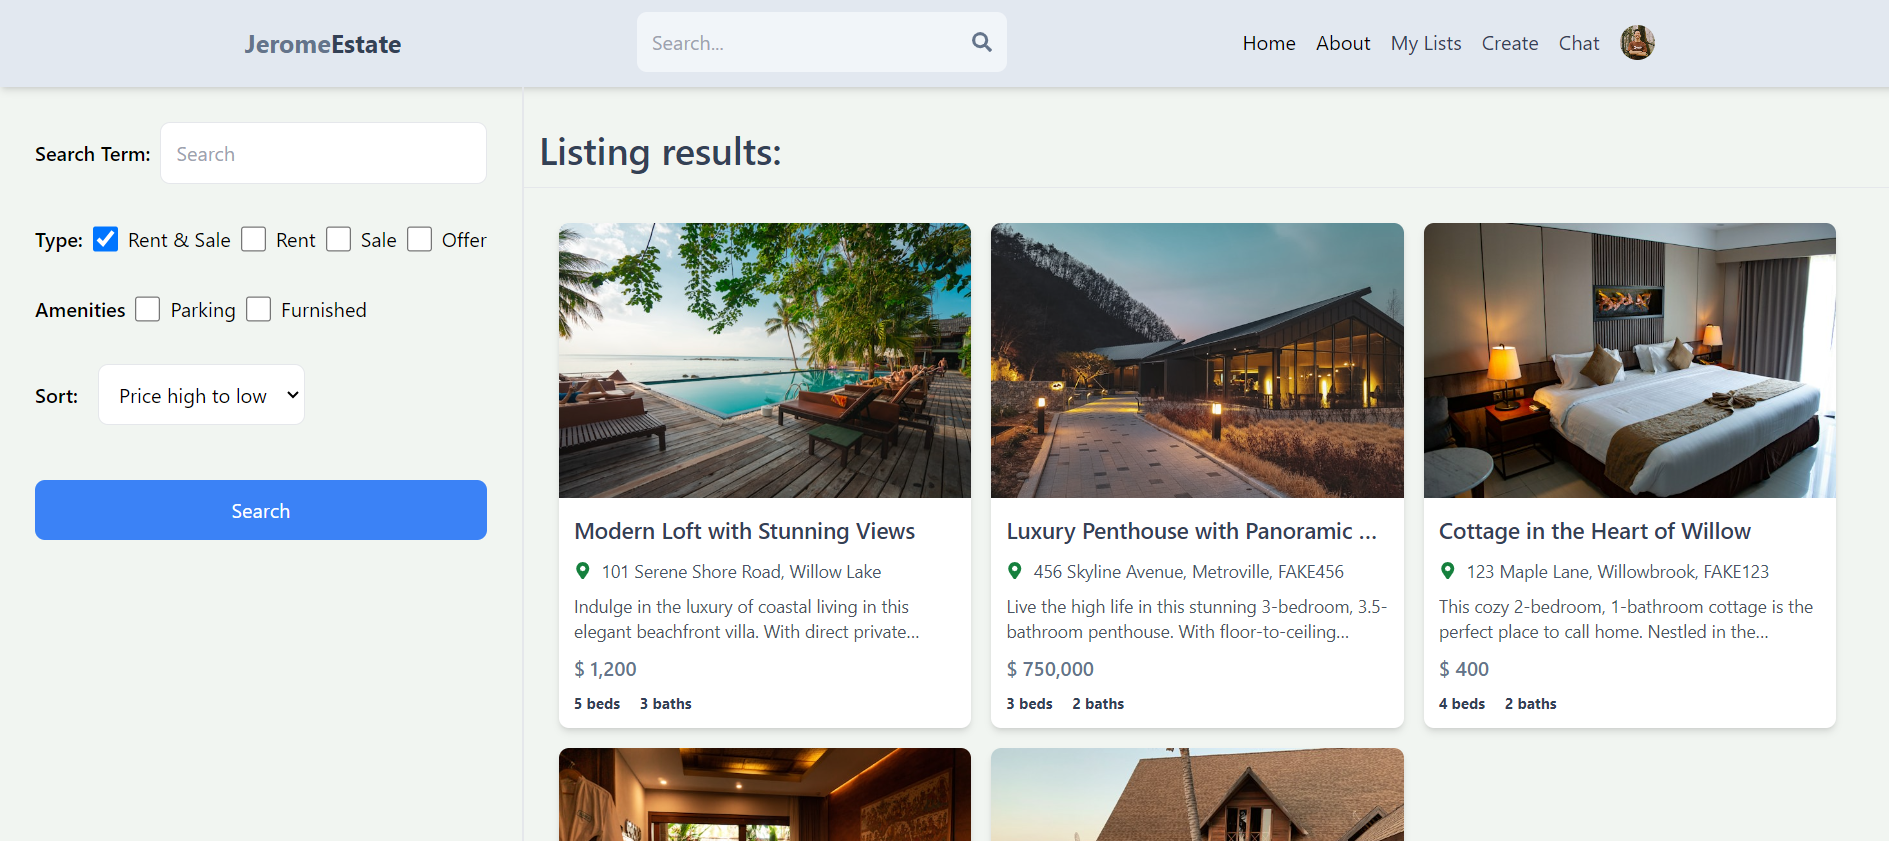 JeromeEstate
Search...
Home About My Lists Create Chat
Search Term: Search
Type: Rent & Sale Rent Sale Offer
Amenities Parking Furnished
Sort: Price high to low
Search
Listing results:
Modern Loft with Stunning Views
101 Serene Shore Road, Willow Lake
Indulge in the luxury of coastal living in this
elegant beachfront villa. With direct private...
$ 1,200
5 beds 3 baths
Luxury Penthouse with Panoramic ...
456 Skyline Avenue, Metroville, FAKE456
Live the high life in this stunning 3-bedroom, 3.5-
bathroom penthouse. With floor-to-ceiling...
$ 750,000
3 beds 2 baths
Cottage in the Heart of Willow
123 Maple Lane, Willowbrook, FAKE123
This cozy 2-bedroom, 1-bathroom cottage is the
perfect place to call home. Nestled in the...
$ 400
4 beds 2 baths